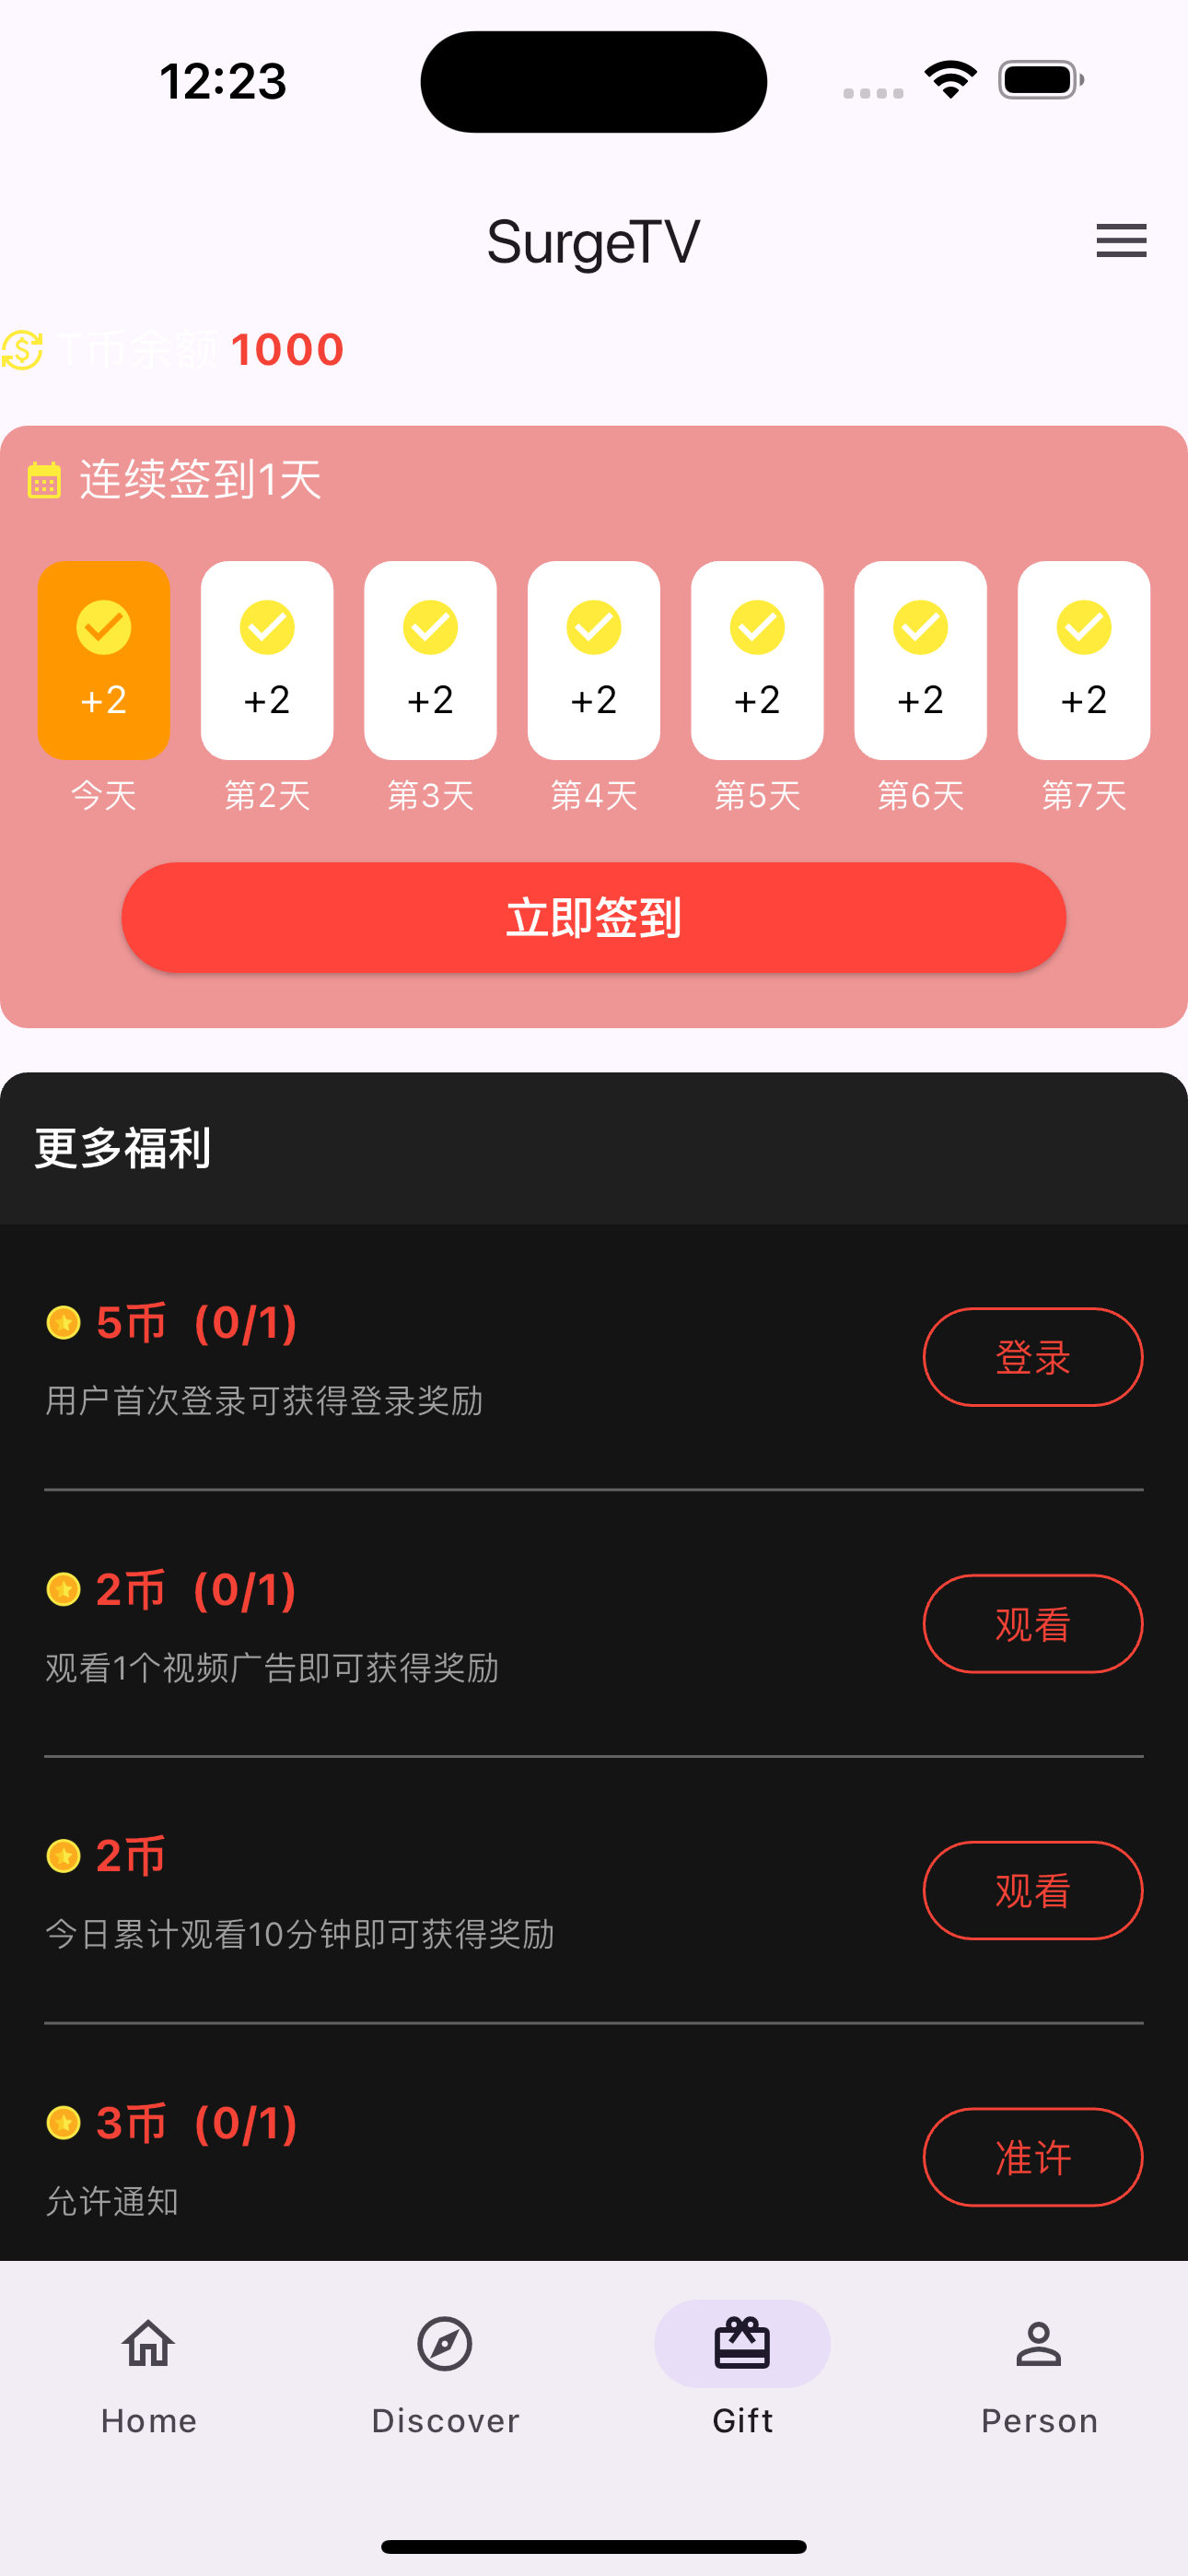 12:23
SurgeTV
T币余额 1000
连续签到1天
+2 +2 +2 +2 +2 +2 +2
今天 第2天 第3天 第4天 第5天 第6天 第7天
立即签到
更多福利
5币 (0/1)
登录
用户首次登录可获得登录奖励
2币 (0/1)
观看
观看1个视频广告即可获得奖励
2币
观看
今日累计观看10分钟即可获得奖励
3币 (0/1)
准许
允许通知
Home Discover Gift Person